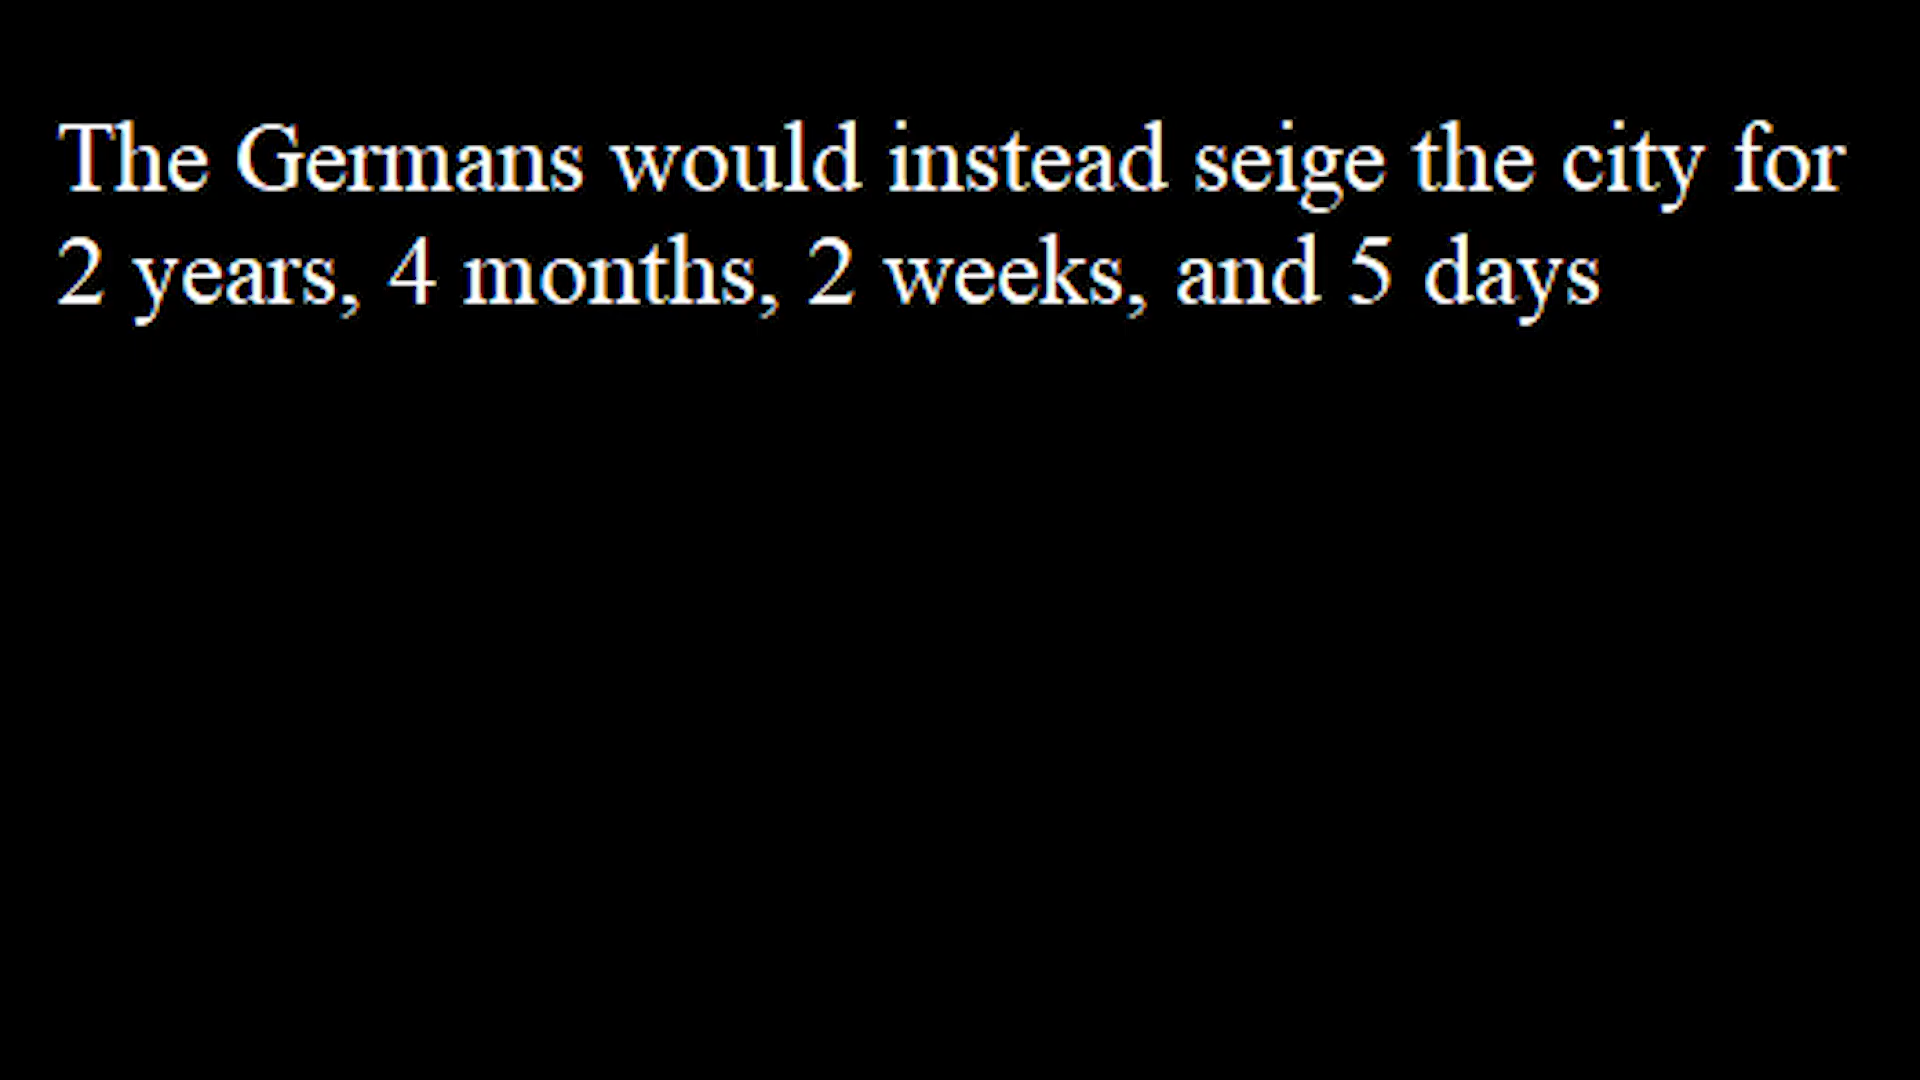 The Germans would instead seige the city for
2 years, 4 months, 2 weeks, and 5 days